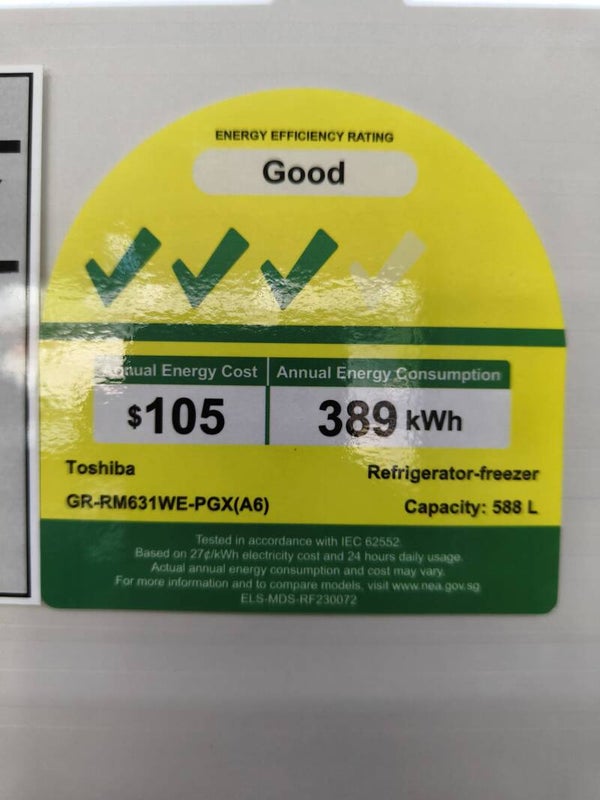 ENERGY EFFICIENCY RATING
Good
Annual Energy Cost
Annual Energy Consumption
$105
389 kWh
Toshiba
Refrigerator-freezer
GR-RM631WE-PGX(A6)
Capacity: 588 L
Tested in accordance with IEC 62552.
Based on 27¢/kWh electricity cost and 24 hours daily usage.
Actual annual energy consumption and cost may vary.
For more information and to compare models, visit www.nea.gov.sg
ELS-MDS-RF230072